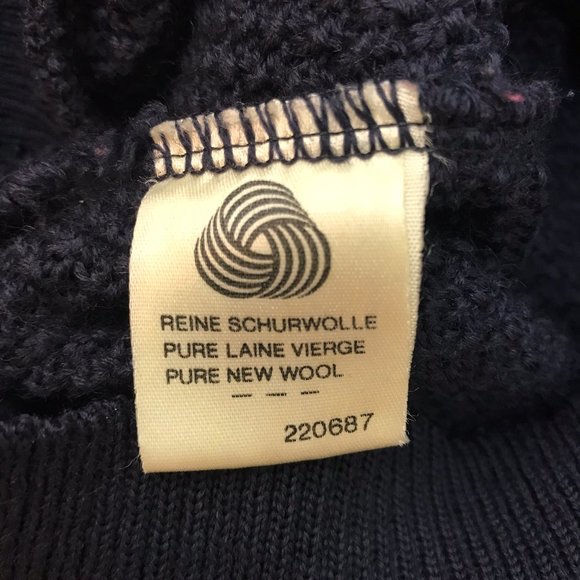 REINE SCHURWOLLE
PURE LAINE VIERGE
PURE NEW WOOL
220687